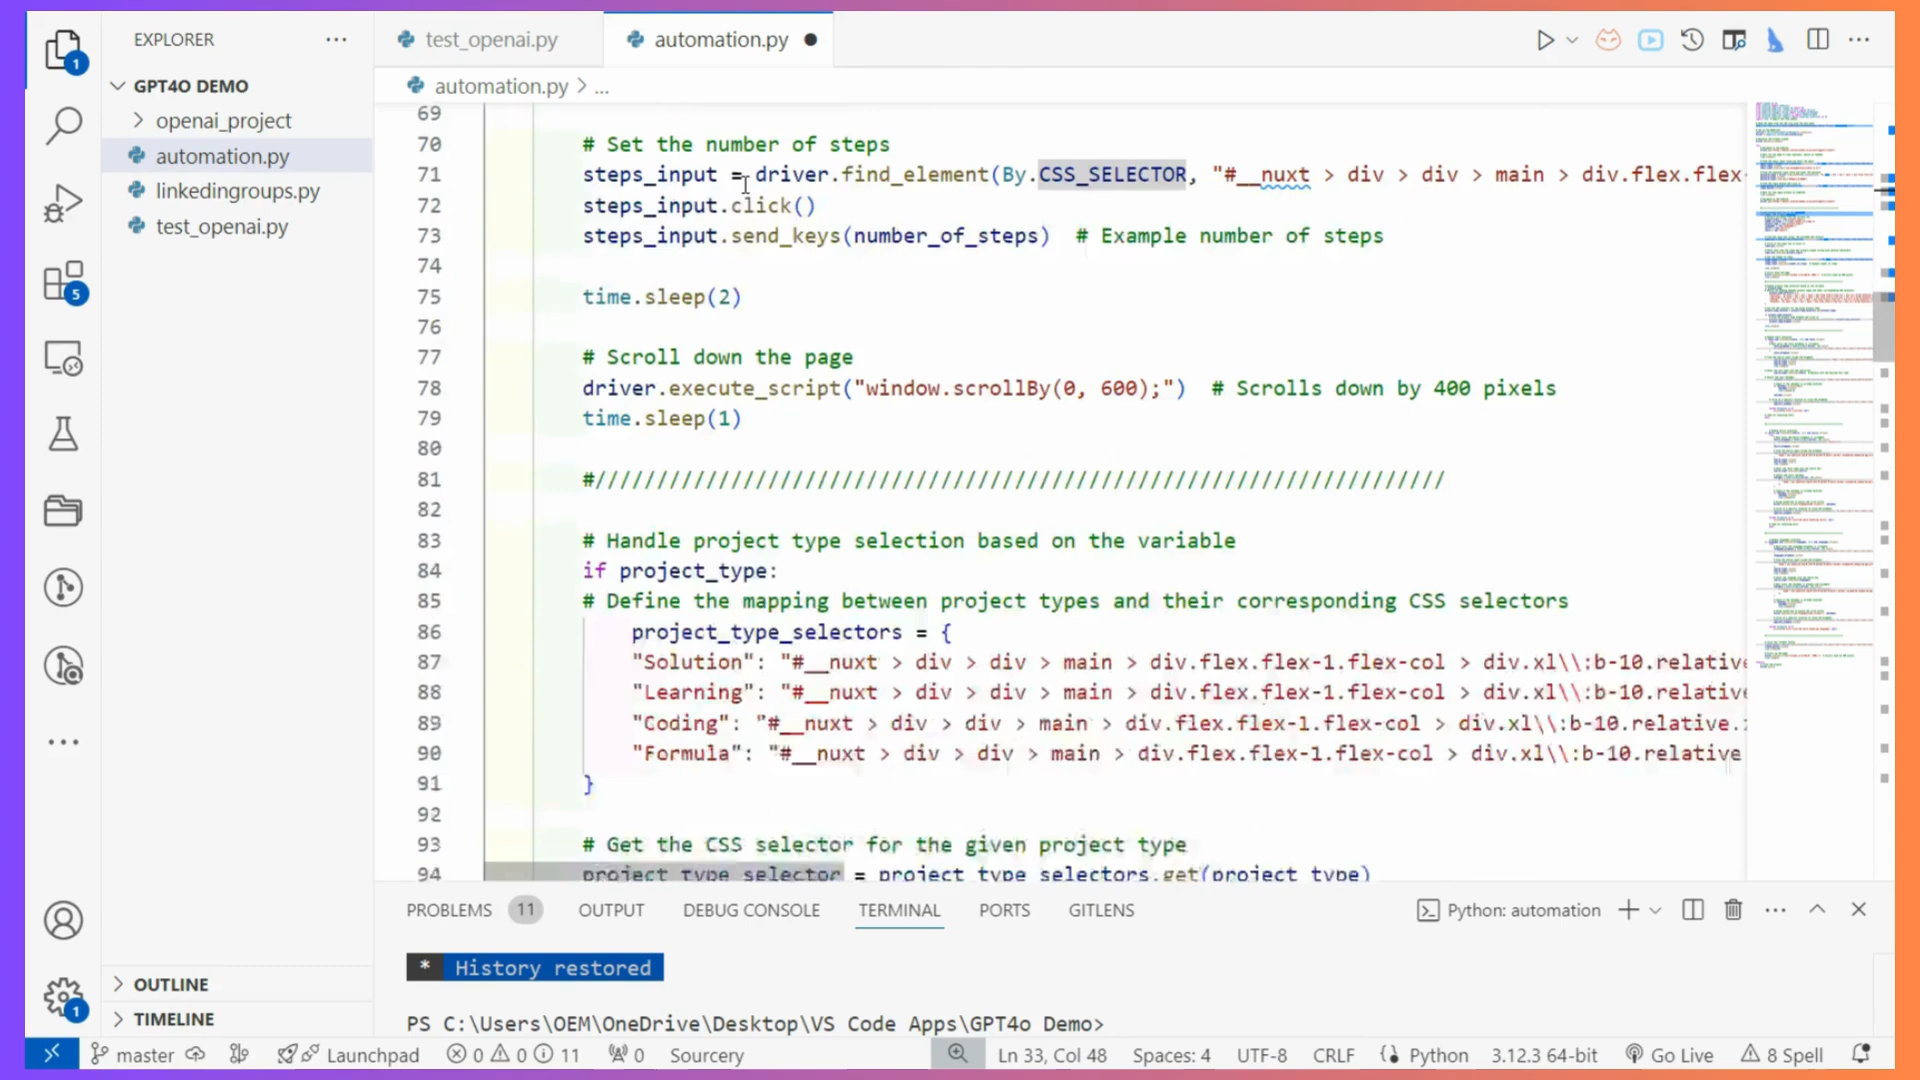 EXPLORER
test_openai.py
automation.py
1
GPT4O DEMO
openai_project
automation.py
linkedingroups.py
test_openai.py
automation.py > ...
69
70 # Set the number of steps
71 steps_input = driver.find_element(By.CSS_SELECTOR, "#__nuxt > div > div > main > div.flex.flex-
72 steps_input.click()
73 steps_input.send_keys(number_of_steps)  # Example number of steps
74
75 time.sleep(2)
76
77 # Scroll down the page
78 driver.execute_script("window.scrollBy(0, 600);")  # Scrolls down by 400 pixels
79 time.sleep(1)
80
81 #/////////////////////////////////////////////////////////////////////
82
83 # Handle project type selection based on the variable
84 if project_type:
85 # Define the mapping between project types and their corresponding CSS selectors
86 project_type_selectors = {
87 "Solution": "#__nuxt > div > div > main > div.flex.flex-1.flex-col > div.xl\\:b-10.relative
88 "Learning": "#__nuxt > div > div > main > div.flex.flex-1.flex-col > div.xl\\:b-10.relative
89 "Coding": "#__nuxt > div > div > main > div.flex.flex-1.flex-col > div.xl\\:b-10.relative.
90 "Formula": "#__nuxt > div > div > main > div.flex.flex-1.flex-col > div.xl\\:b-10.relative
91 }
92
93 # Get the CSS selector for the given project type
94 project_type_selector = project_type_selectors.get(project_type)
5
PROBLEMS 11 OUTPUT DEBUG CONSOLE TERMINAL PORTS GITLENS Python: automation
* History restored
PS C:\Users\OEM\OneDrive\Desktop\VS Code Apps\GPT4o Demo>
OUTLINE
TIMELINE
1
master Launchpad 0 0 11 0 Sourcery Ln 33, Col 48 Spaces: 4 UTF-8 CRLF Python 3.12.3 64-bit Go Live 8 Spell